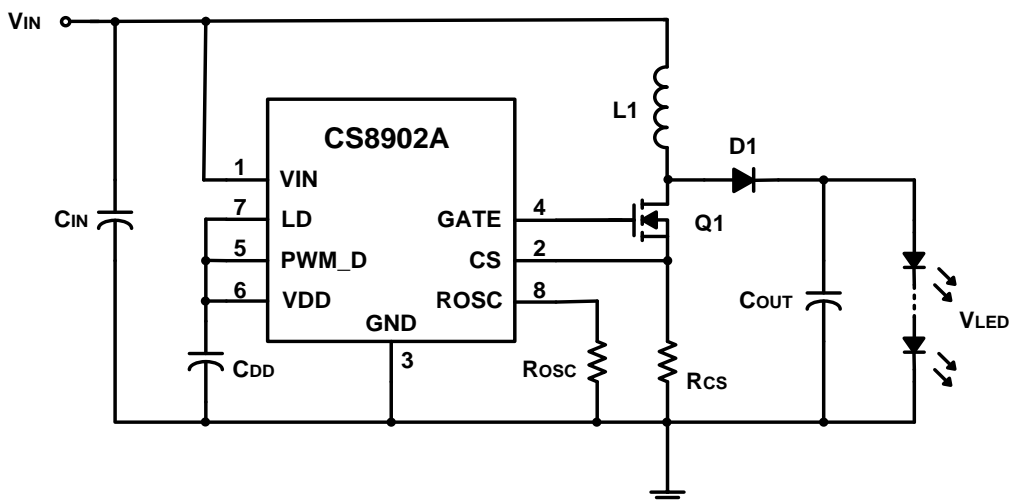 VIN
CS8902A
L1
D1
1
VIN
7
LD
GATE
4
Q1
CIN
5
PWM_D
CS
2
6
VDD
ROSC
8
COUT
VLED
GND
3
CDD
ROSC
RCS